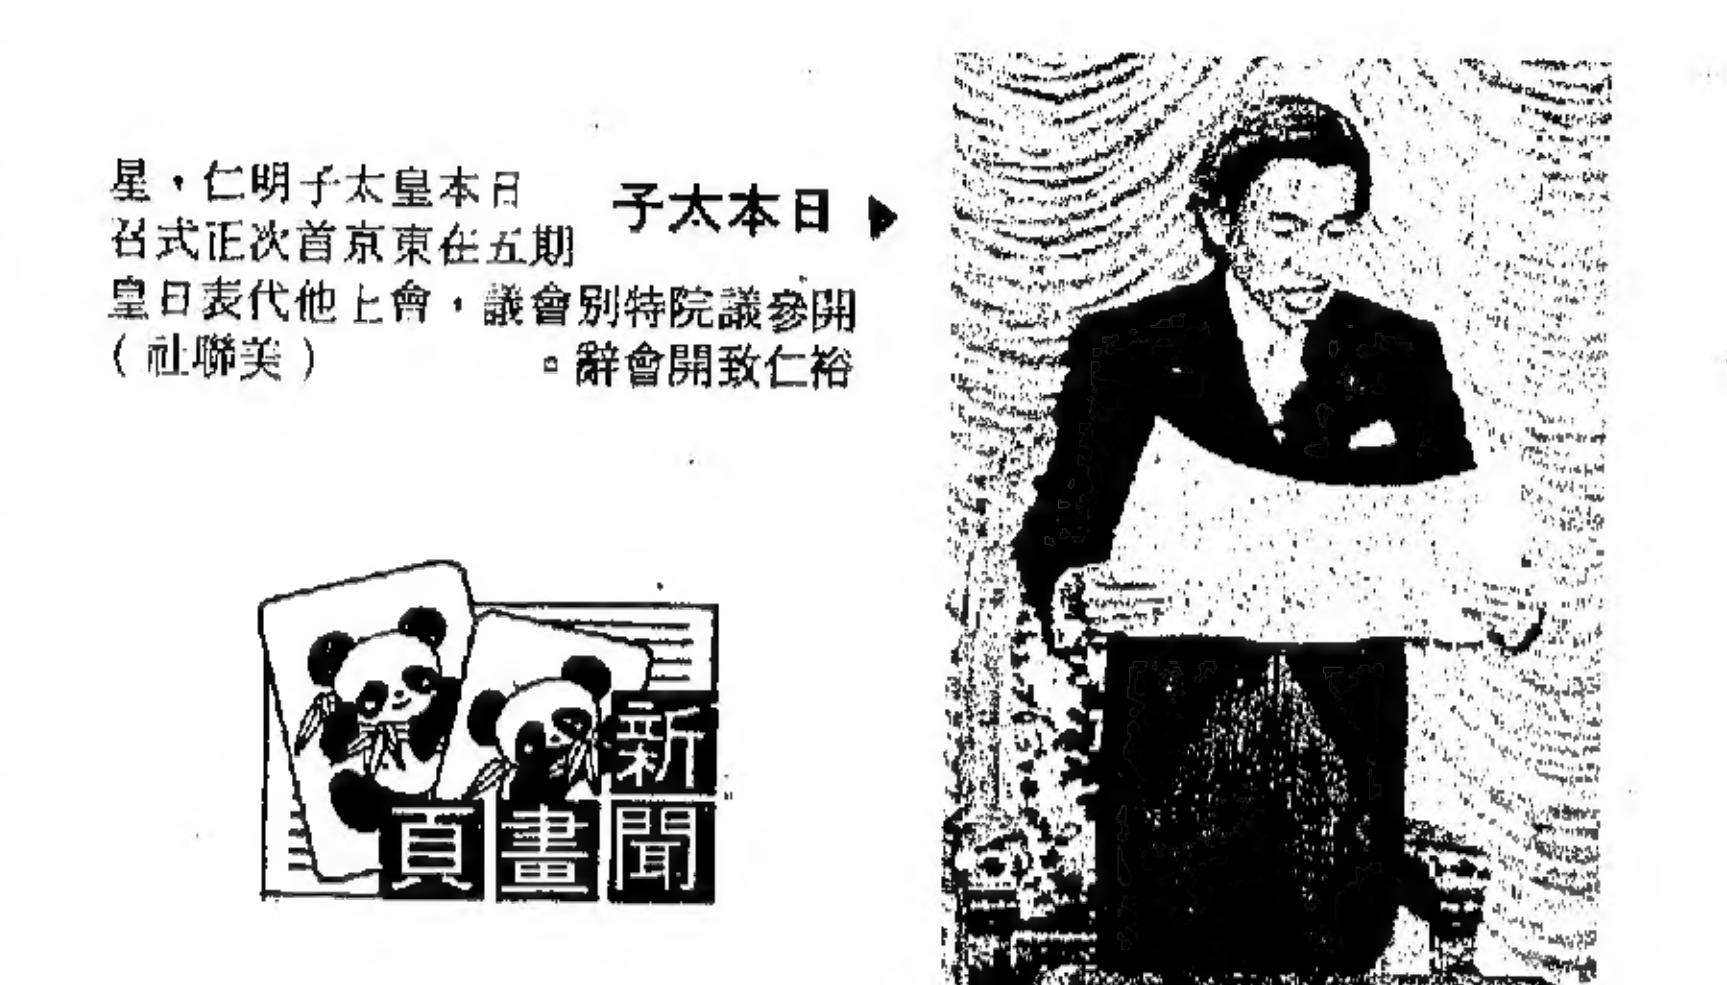 日本太子
日本皇太子明仁，星
期五在東京首次正式召
開參議院特別會議，會上他代表日皇
裕仁致開會辭。（美聯社）
新聞畫頁